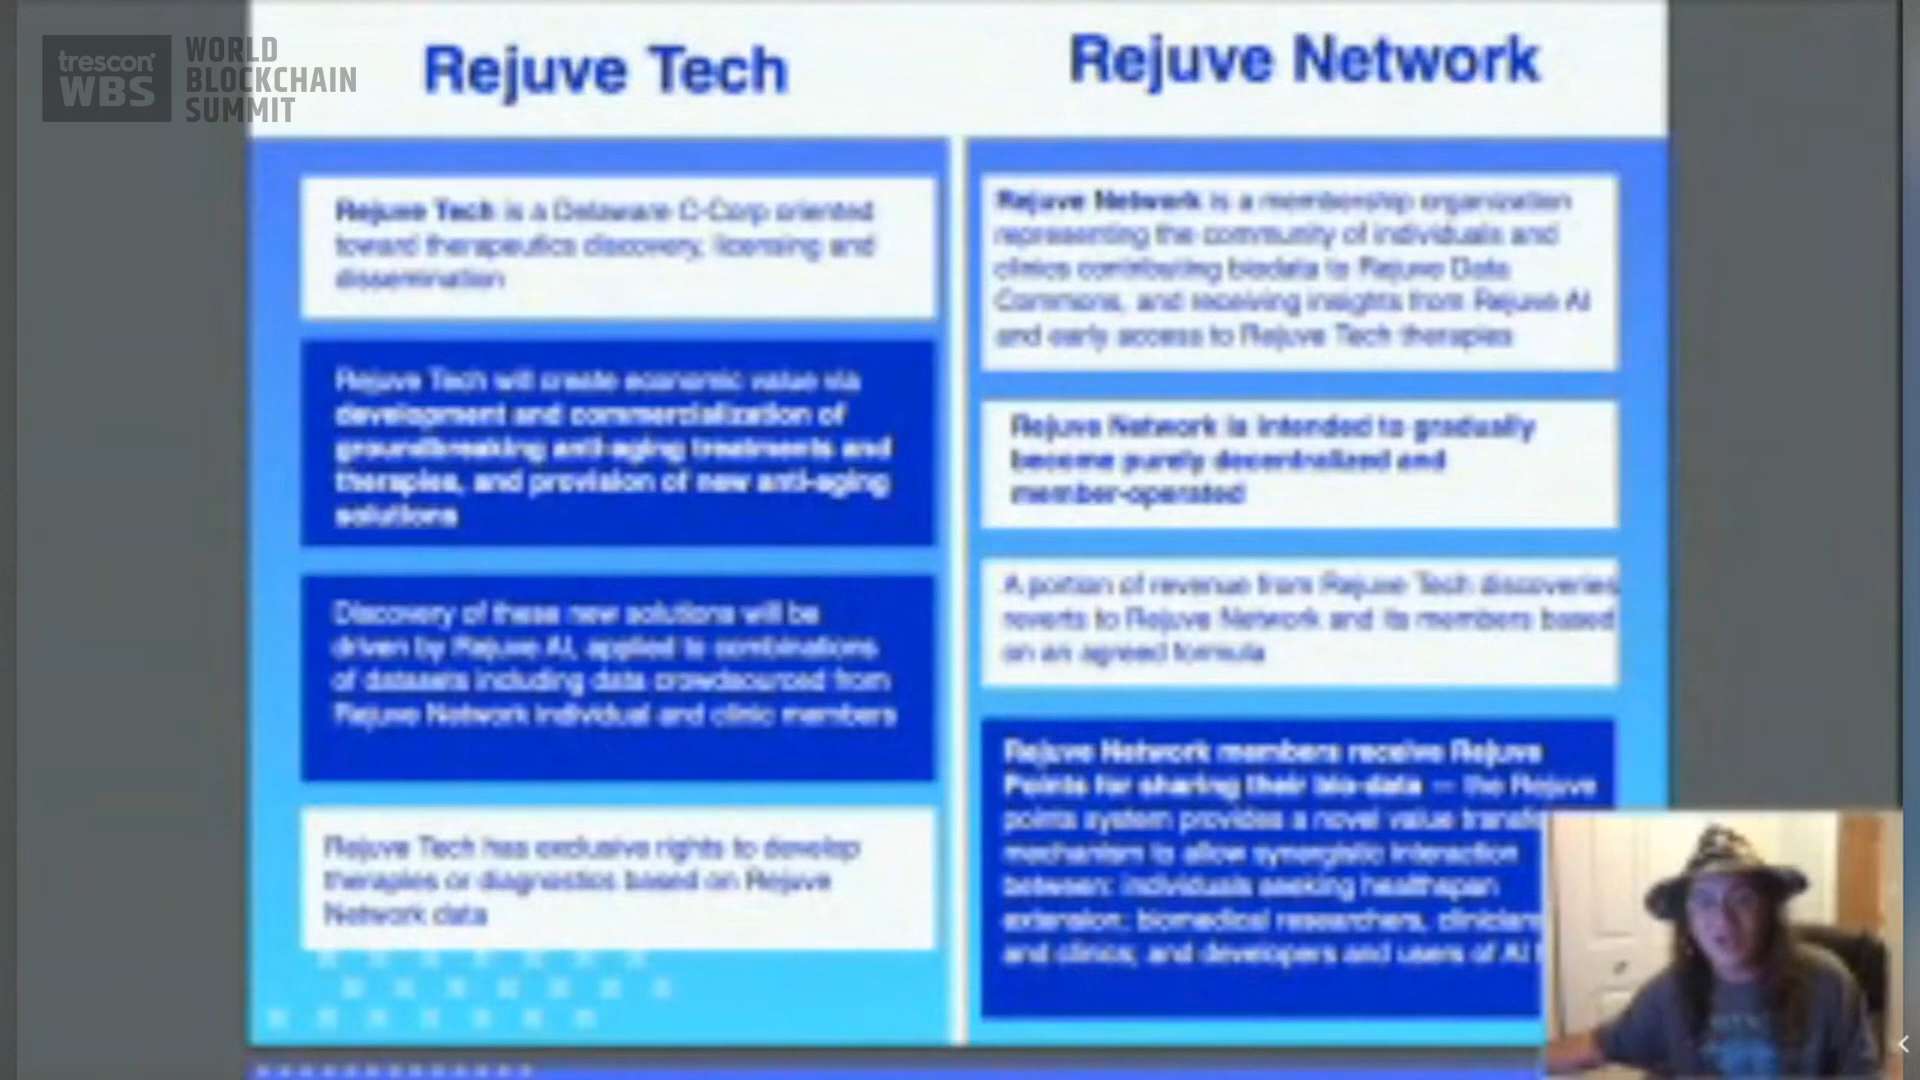 trescon
WBS
WORLD
BLOCKCHAIN
SUMMIT
Rejuve Tech
Rejuve Tech is a Delaware C-Corp oriented
toward therapeutics discovery, licensing and
dissemination
Rejuve Tech will create economic value via
development and commercialization of
groundbreaking anti-aging treatments and
therapies, and provision of new anti-aging
solutions
Discovery of these new solutions will be
driven by Rejuve AI, applied to combinations
of datasets including data crowdsourced from
Rejuve Network individual and clinic members
Rejuve Tech has exclusive rights to develop
therapies or diagnostics based on Rejuve
Network data
Rejuve Network
Rejuve Network is a membership organization
representing the community of individuals and
clinics contributing biodata to Rejuve Data
Commons, and receiving insights from Rejuve AI
and early access to Rejuve Tech therapies
Rejuve Network is intended to gradually
become purely decentralized and
member-operated
A portion of revenue from Rejuve Tech discoveries
reverts to Rejuve Network and its members based
on an agreed formula
Rejuve Network members receive Rejuve
Points for sharing their bio-data — the Rejuve
points system provides a novel value
mechanism to allow synergistic interaction
between: individuals seeking healthspan
extension; biomedical researchers,
and clinics; and developers and users of AI